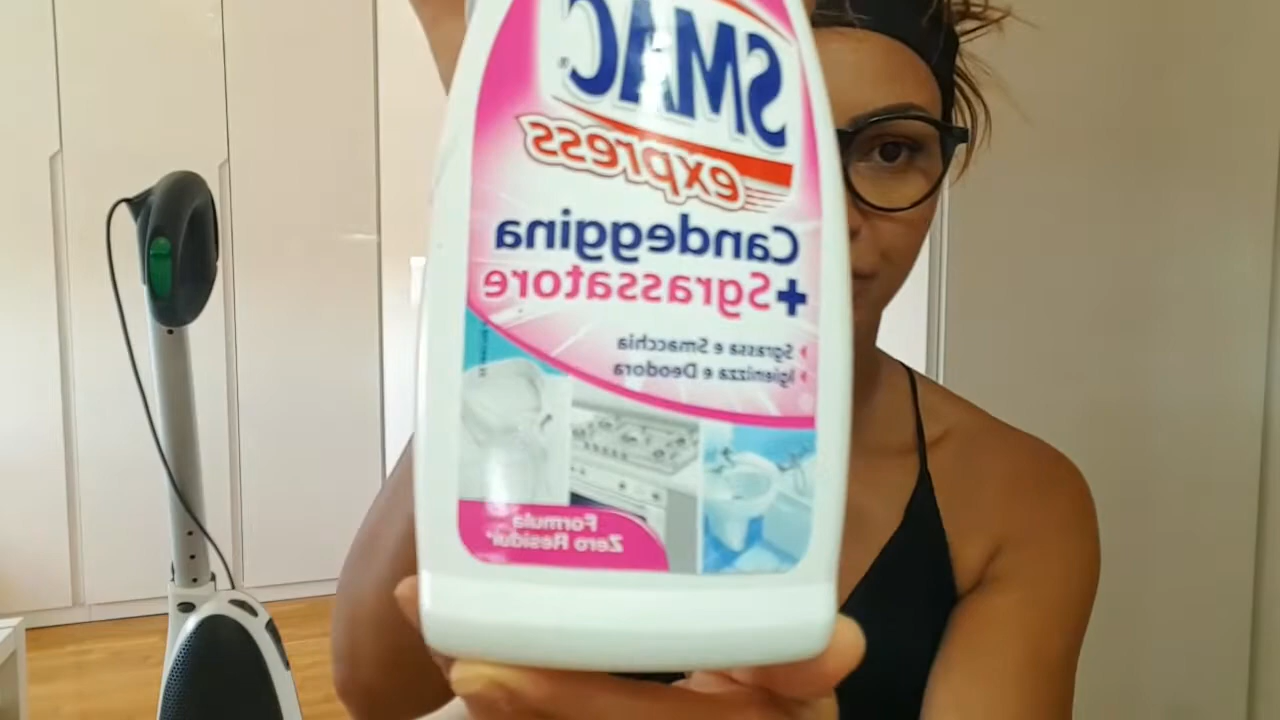 SMAC
express
Candeggina
+Sgrassatore
Sgrassa e Smacchia
Igienizza e Deodora
Formula
Zero Residui*